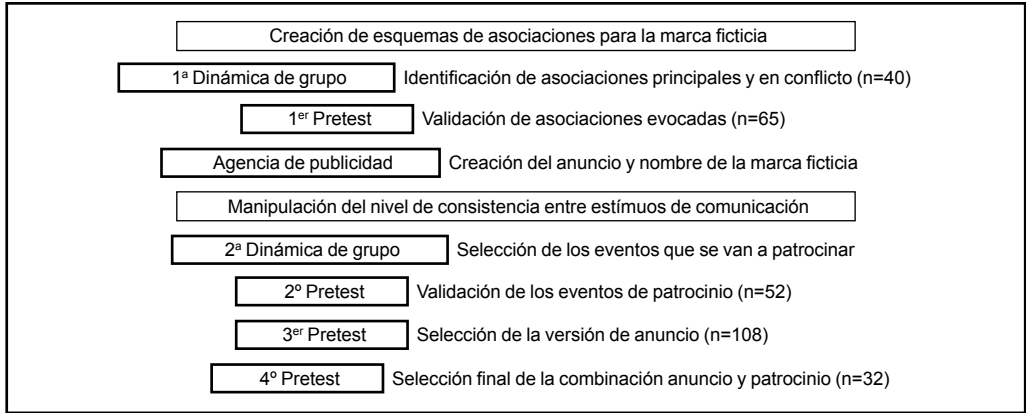 Creación de esquemas de asociaciones para la marca ficticia
1ª Dinámica de grupo Identificación de asociaciones principales y en conflicto (n=40)
1er Pretest Validación de asociaciones evocadas (n=65)
Agencia de publicidad Creación del anuncio y nombre de la marca ficticia
Manipulación del nivel de consistencia entre estímuos de comunicación
2ª Dinámica de grupo Selección de los eventos que se van a patrocinar
2º Pretest Validación de los eventos de patrocinio (n=52)
3er Pretest Selección de la versión de anuncio (n=108)
4º Pretest Selección final de la combinación anuncio y patrocinio (n=32)